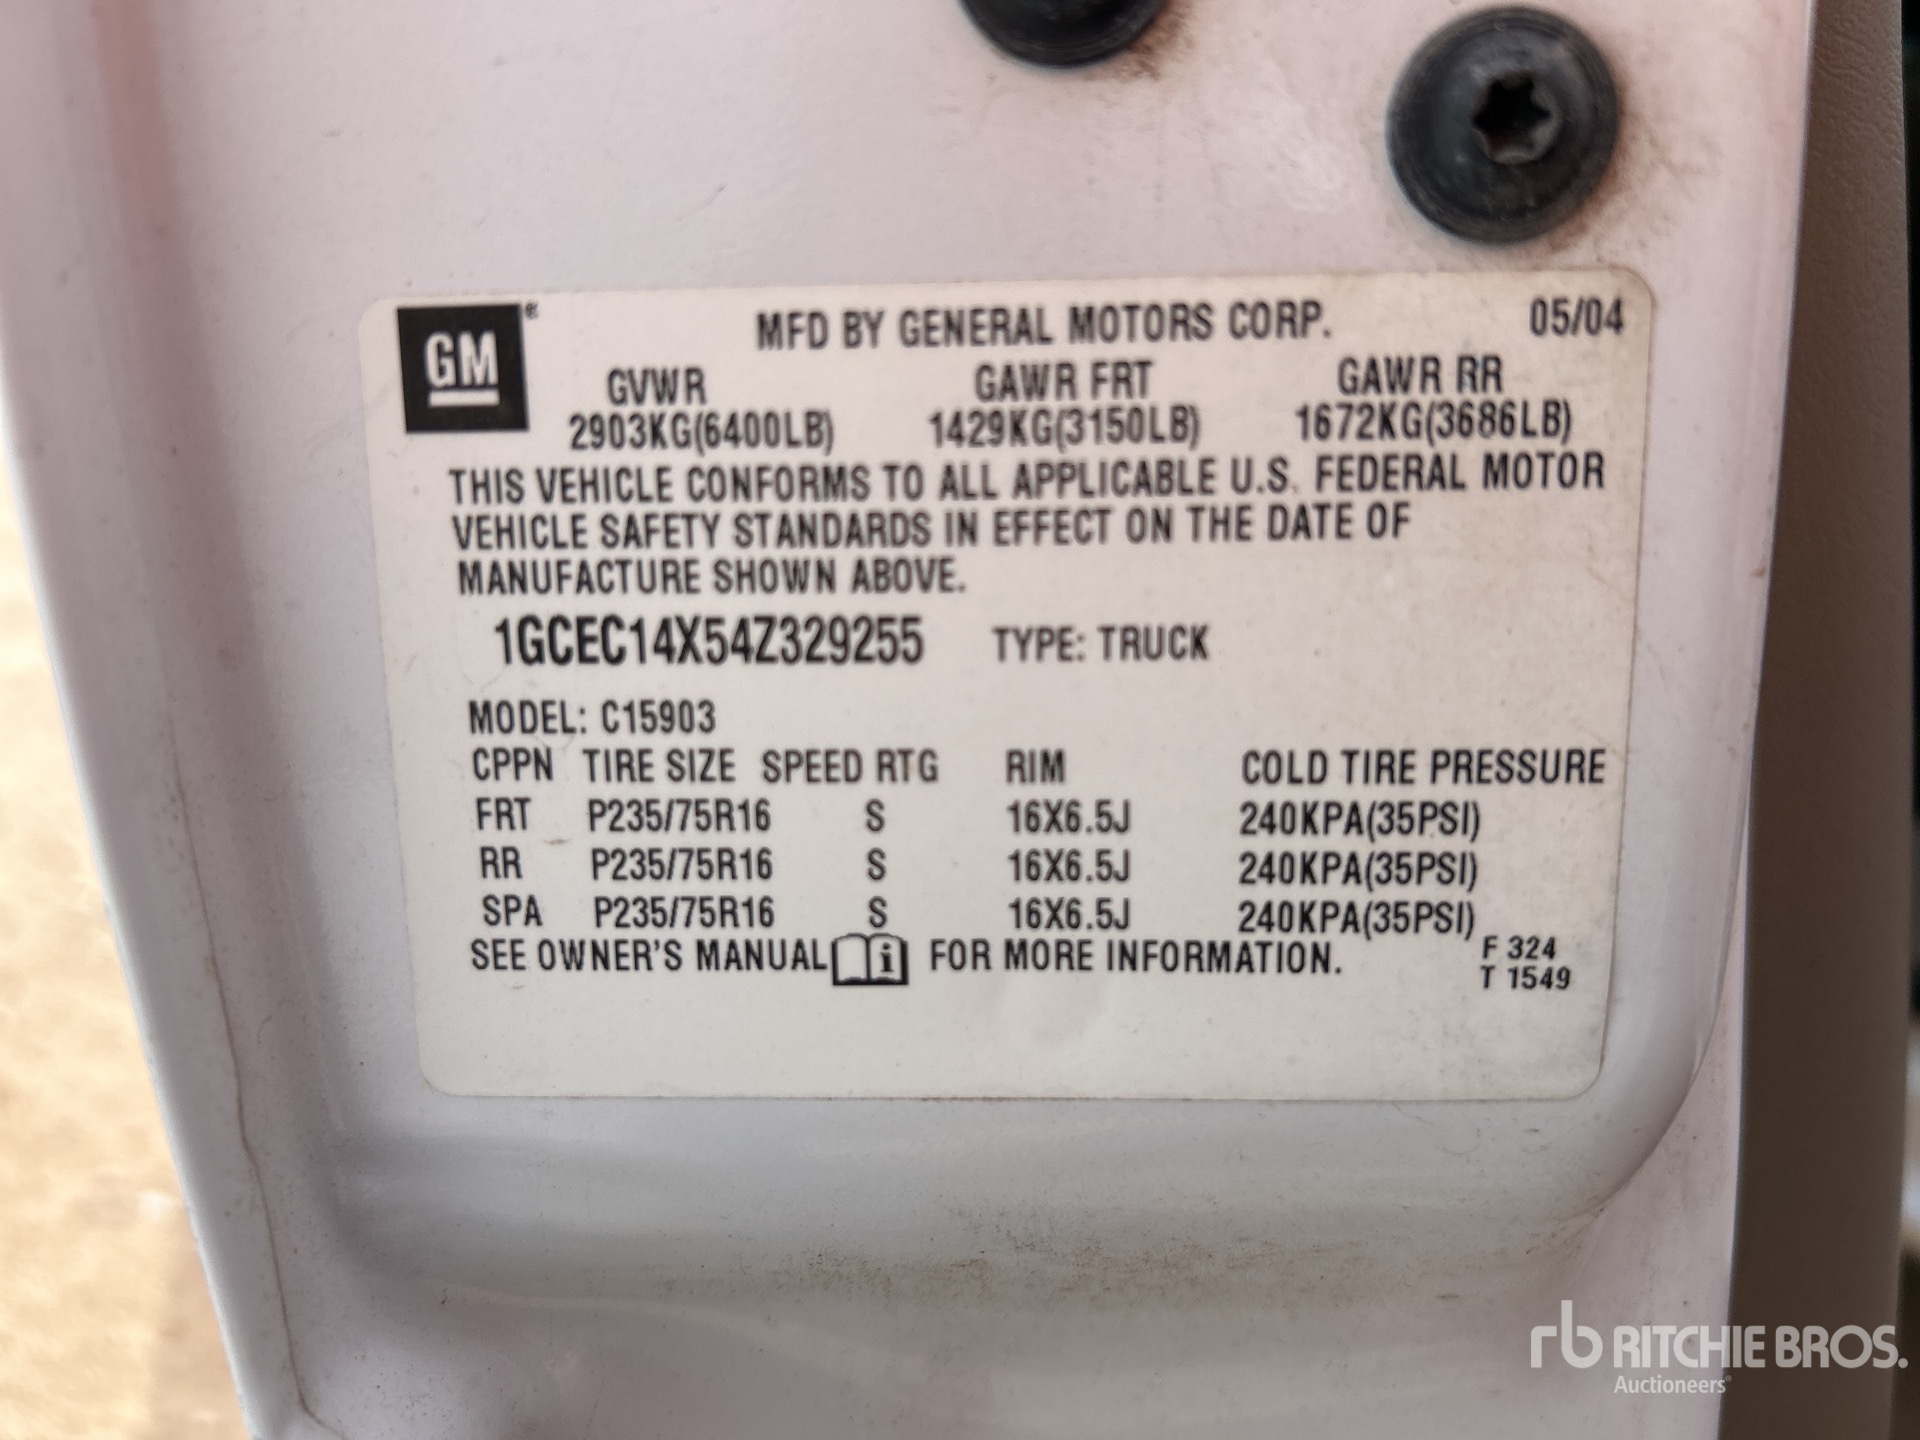 GM®
MFD BY GENERAL MOTORS CORP. 05/04
GVWR GAWR FRT GAWR RR
2903KG(6400LB) 1429KG(3150LB) 1672KG(3686LB)
THIS VEHICLE CONFORMS TO ALL APPLICABLE U.S. FEDERAL MOTOR
VEHICLE SAFETY STANDARDS IN EFFECT ON THE DATE OF
MANUFACTURE SHOWN ABOVE.
1GCEC14X54Z329255 TYPE: TRUCK
MODEL: C15903
CPPN TIRE SIZE SPEED RTG RIM COLD TIRE PRESSURE
FRT P235/75R16 S 16X6.5J 240KPA(35PSI)
RR P235/75R16 S 16X6.5J 240KPA(35PSI)
SPA P235/75R16 S 16X6.5J 240KPA(35PSI)
SEE OWNER'S MANUAL i FOR MORE INFORMATION.
F 324
T 1549
rb RITCHIE BROS.
Auctioneers